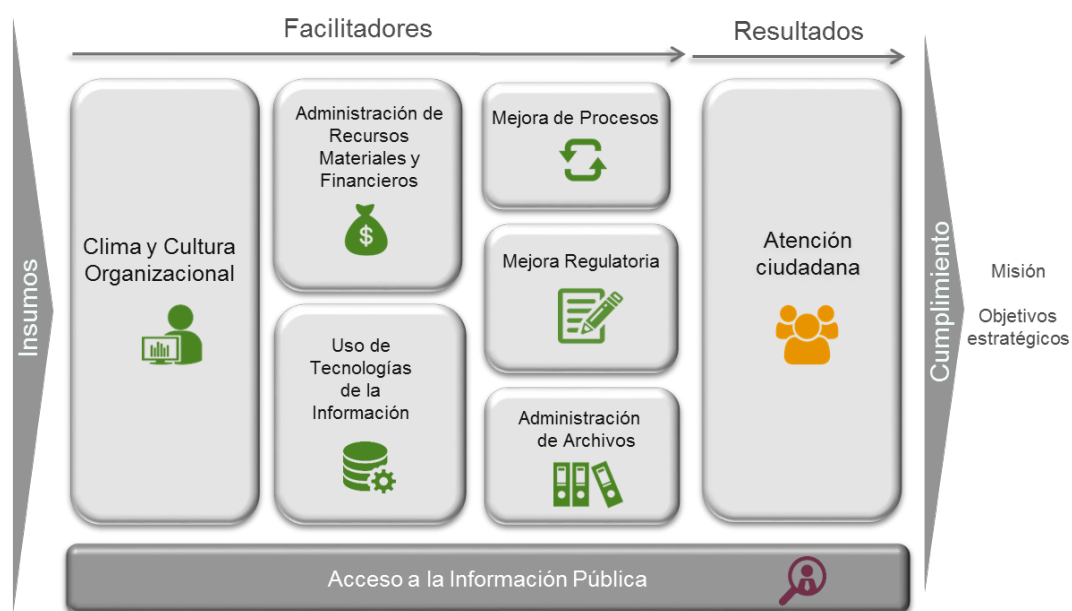 Facilitadores
Resultados
Insumos
Clima y Cultura
Organizacional
Administración de
Recursos
Materiales y
Financieros
$
Uso de
Tecnologías
de la
Información
Mejora de Procesos
Mejora Regulatoria
Administración
de Archivos
Atención
ciudadana
Cumplimiento
Misión
Objetivos
estratégicos
Acceso a la Información Pública